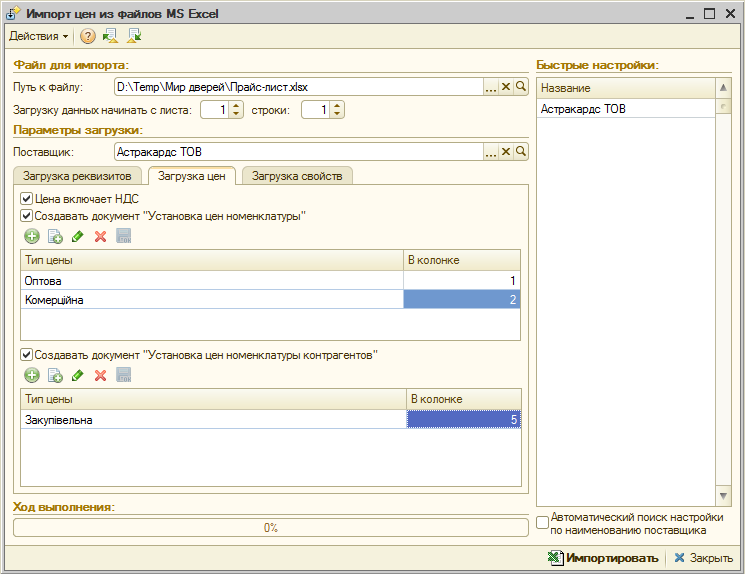 Импорт цен из файлов MS Excel
Действия
Файл для импорта:
Путь к файлу: D:\Temp\Мир дверей\Прайс-лист.xlsx
Загрузку данных начинать с листа: 1 строки: 1
Параметры загрузки:
Поставщик: Астракардс ТОВ
Загрузка реквизитов Загрузка цен Загрузка свойств
Цена включает НДС
Создавать документ "Установка цен номенклатуры"
Тип цены В колонке
Оптова 1
Комерційна 2
Создавать документ "Установка цен номенклатуры контрагентов"
Тип цены В колонке
Закупівельна 5
Ход выполнения:
0%
Быстрые настройки:
Название
Астракардс ТОВ
Автоматический поиск настройки
по наименованию поставщика
Импортировать Закрыть